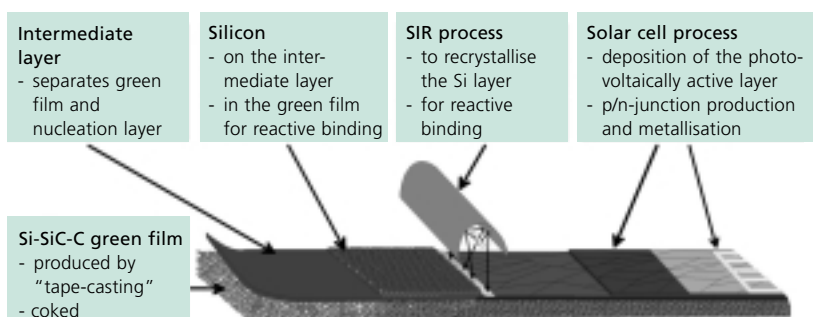 Intermediate
layer
- separates green
film and
nucleation layer
Silicon
- on the inter-
mediate layer
- in the green film
for reactive binding
SIR process
- to recrystallise
the Si layer
- for reactive
binding
Solar cell process
- deposition of the photo-
voltaically active layer
- p/n-junction production
and metallisation
Si-SiC-C green film
- produced by
“tape-casting”
- coked